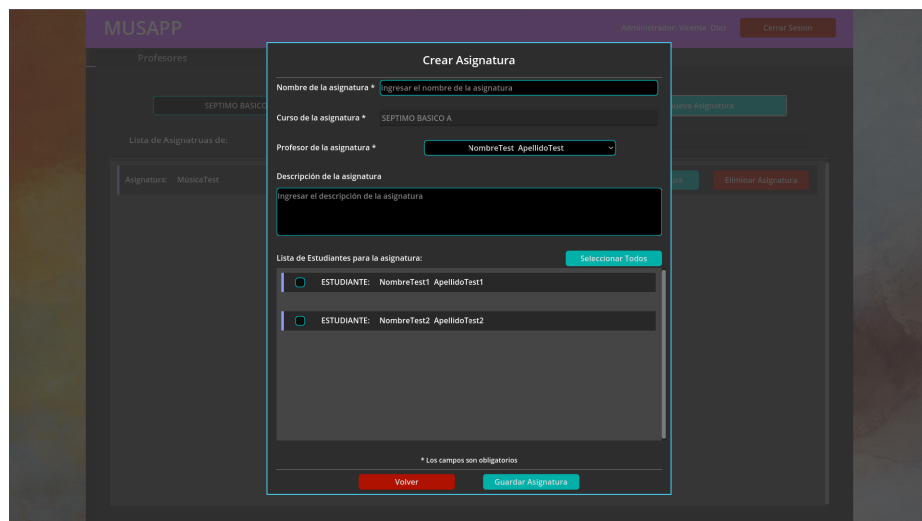 MUSAPP
Administrador: Vicente Diaz
Cerrar Sesion
Profesores
SEPTIMO BASICO
nueva Asignatura
Lista de Asignatruas de:
Asignatura: MúsicaTest
Eliminar Asignatura
Crear Asignatura
Nombre de la asignatura *
Ingresar el nombre de la asignatura
Curso de la asignatura *
SEPTIMO BASICO A
Profesor de la asignatura *
NombreTest ApellidoTest
Descripción de la asignatura
Ingresar el descripción de la asignatura
Lista de Estudiantes para la asignatura:
Seleccionar Todos
ESTUDIANTE: NombreTest1 ApellidoTest1
ESTUDIANTE: NombreTest2 ApellidoTest2
* Los campos son obligatorios
Volver
Guardar Asignatura